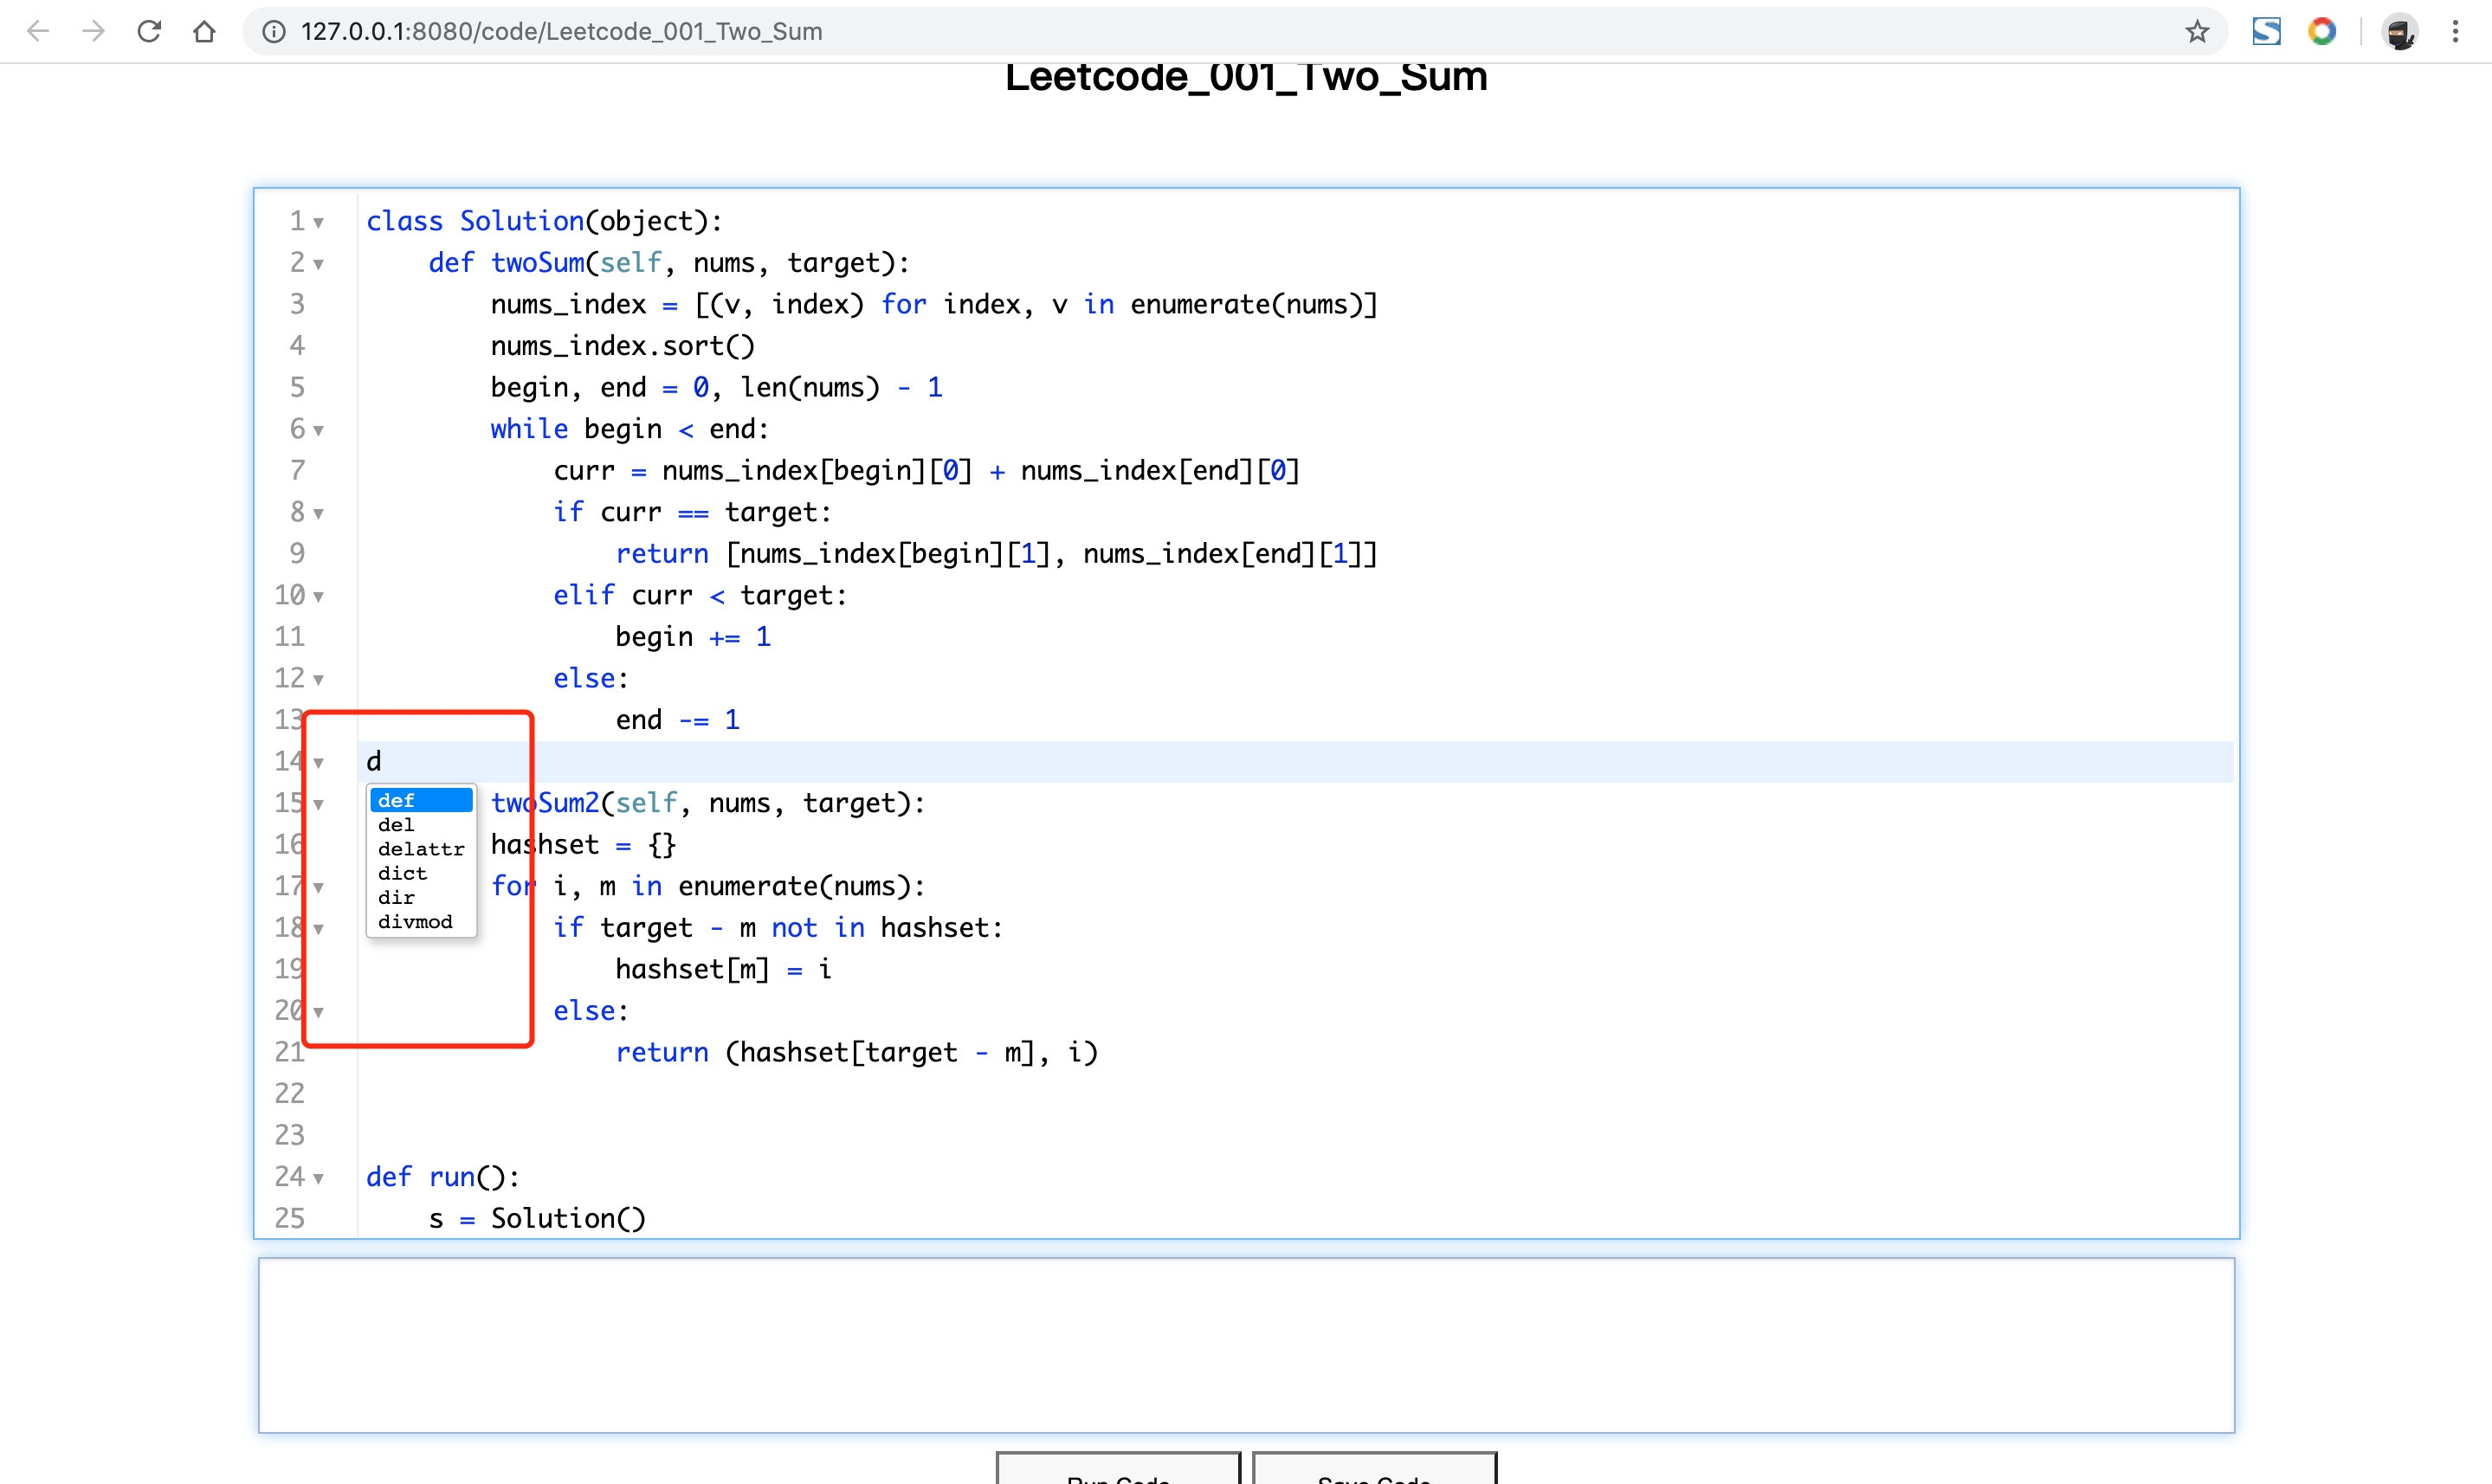 127.0.0.1:8080/code/Leetcode_001_Two_Sum
Leetcode_001_Two_Sum
1 class Solution(object):
2     def twoSum(self, nums, target):
3         nums_index = [(v, index) for index, v in enumerate(nums)]
4         nums_index.sort()
5         begin, end = 0, len(nums) - 1
6         while begin < end:
7             curr = nums_index[begin][0] + nums_index[end][0]
8             if curr == target:
9                 return [nums_index[begin][1], nums_index[end][1]]
10             elif curr < target:
11                 begin += 1
12             else:
13                 end -= 1
14 d
def
del
delattr
dict
dir
divmod
15         twoSum2(self, nums, target):
16         hashset = {}
17         for i, m in enumerate(nums):
18             if target - m not in hashset:
19                 hashset[m] = i
20             else:
21                 return (hashset[target - m], i)
22
23
24 def run():
25     s = Solution()
Run Code
Save Code